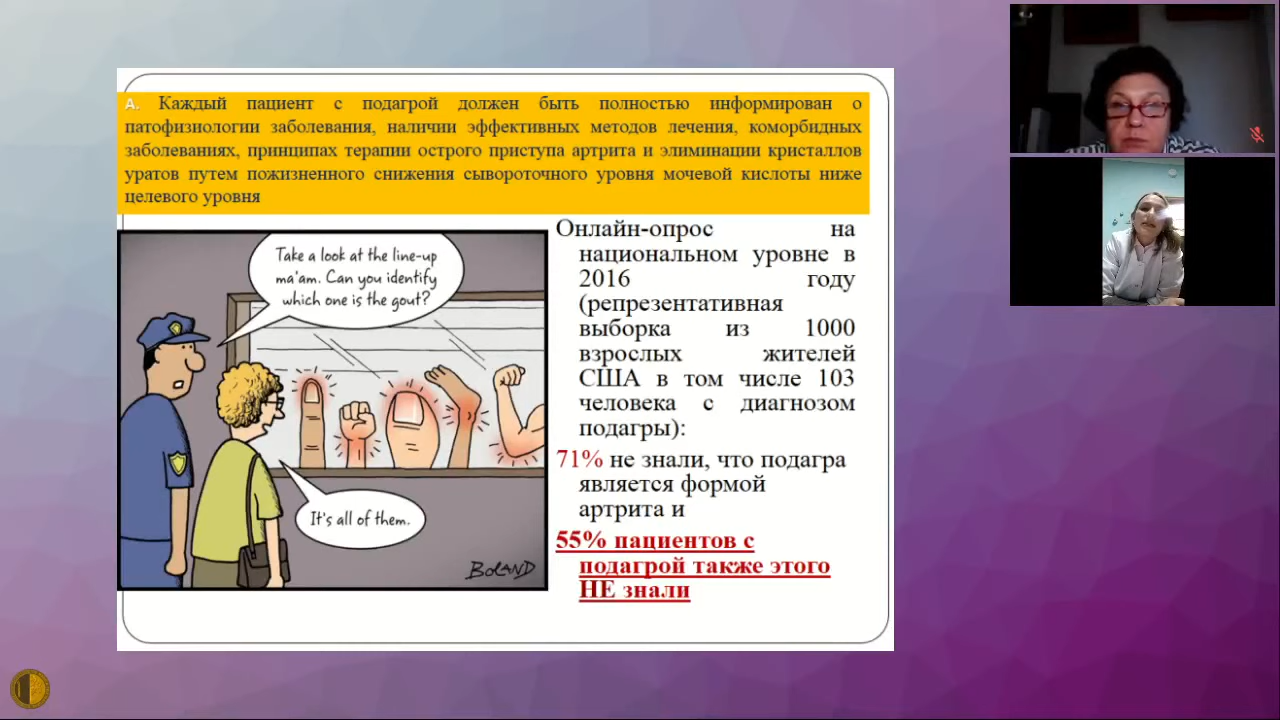 А. Каждый пациент с подагрой должен быть полностью информирован о
патофизиологии заболевания, наличии эффективных методов лечения, коморбидных
заболеваниях, принципах терапии острого приступа артрита и элиминации кристаллов
уратов путем пожизненного снижения сывороточного уровня мочевой кислоты ниже
целевого уровня
Take a look at the line-up
ma'am. Can you identify
which one is the gout?
It's all of them.
BOLAND
Онлайн-опрос на
национальном уровне в
2016 году
(репрезентативная
выборка из 1000
взрослых жителей
США в том числе 103
человека с диагнозом
подагры):
71% не знали, что подагра
является формой
артрита и
55% пациентов с
подагрой также этого
НЕ знали